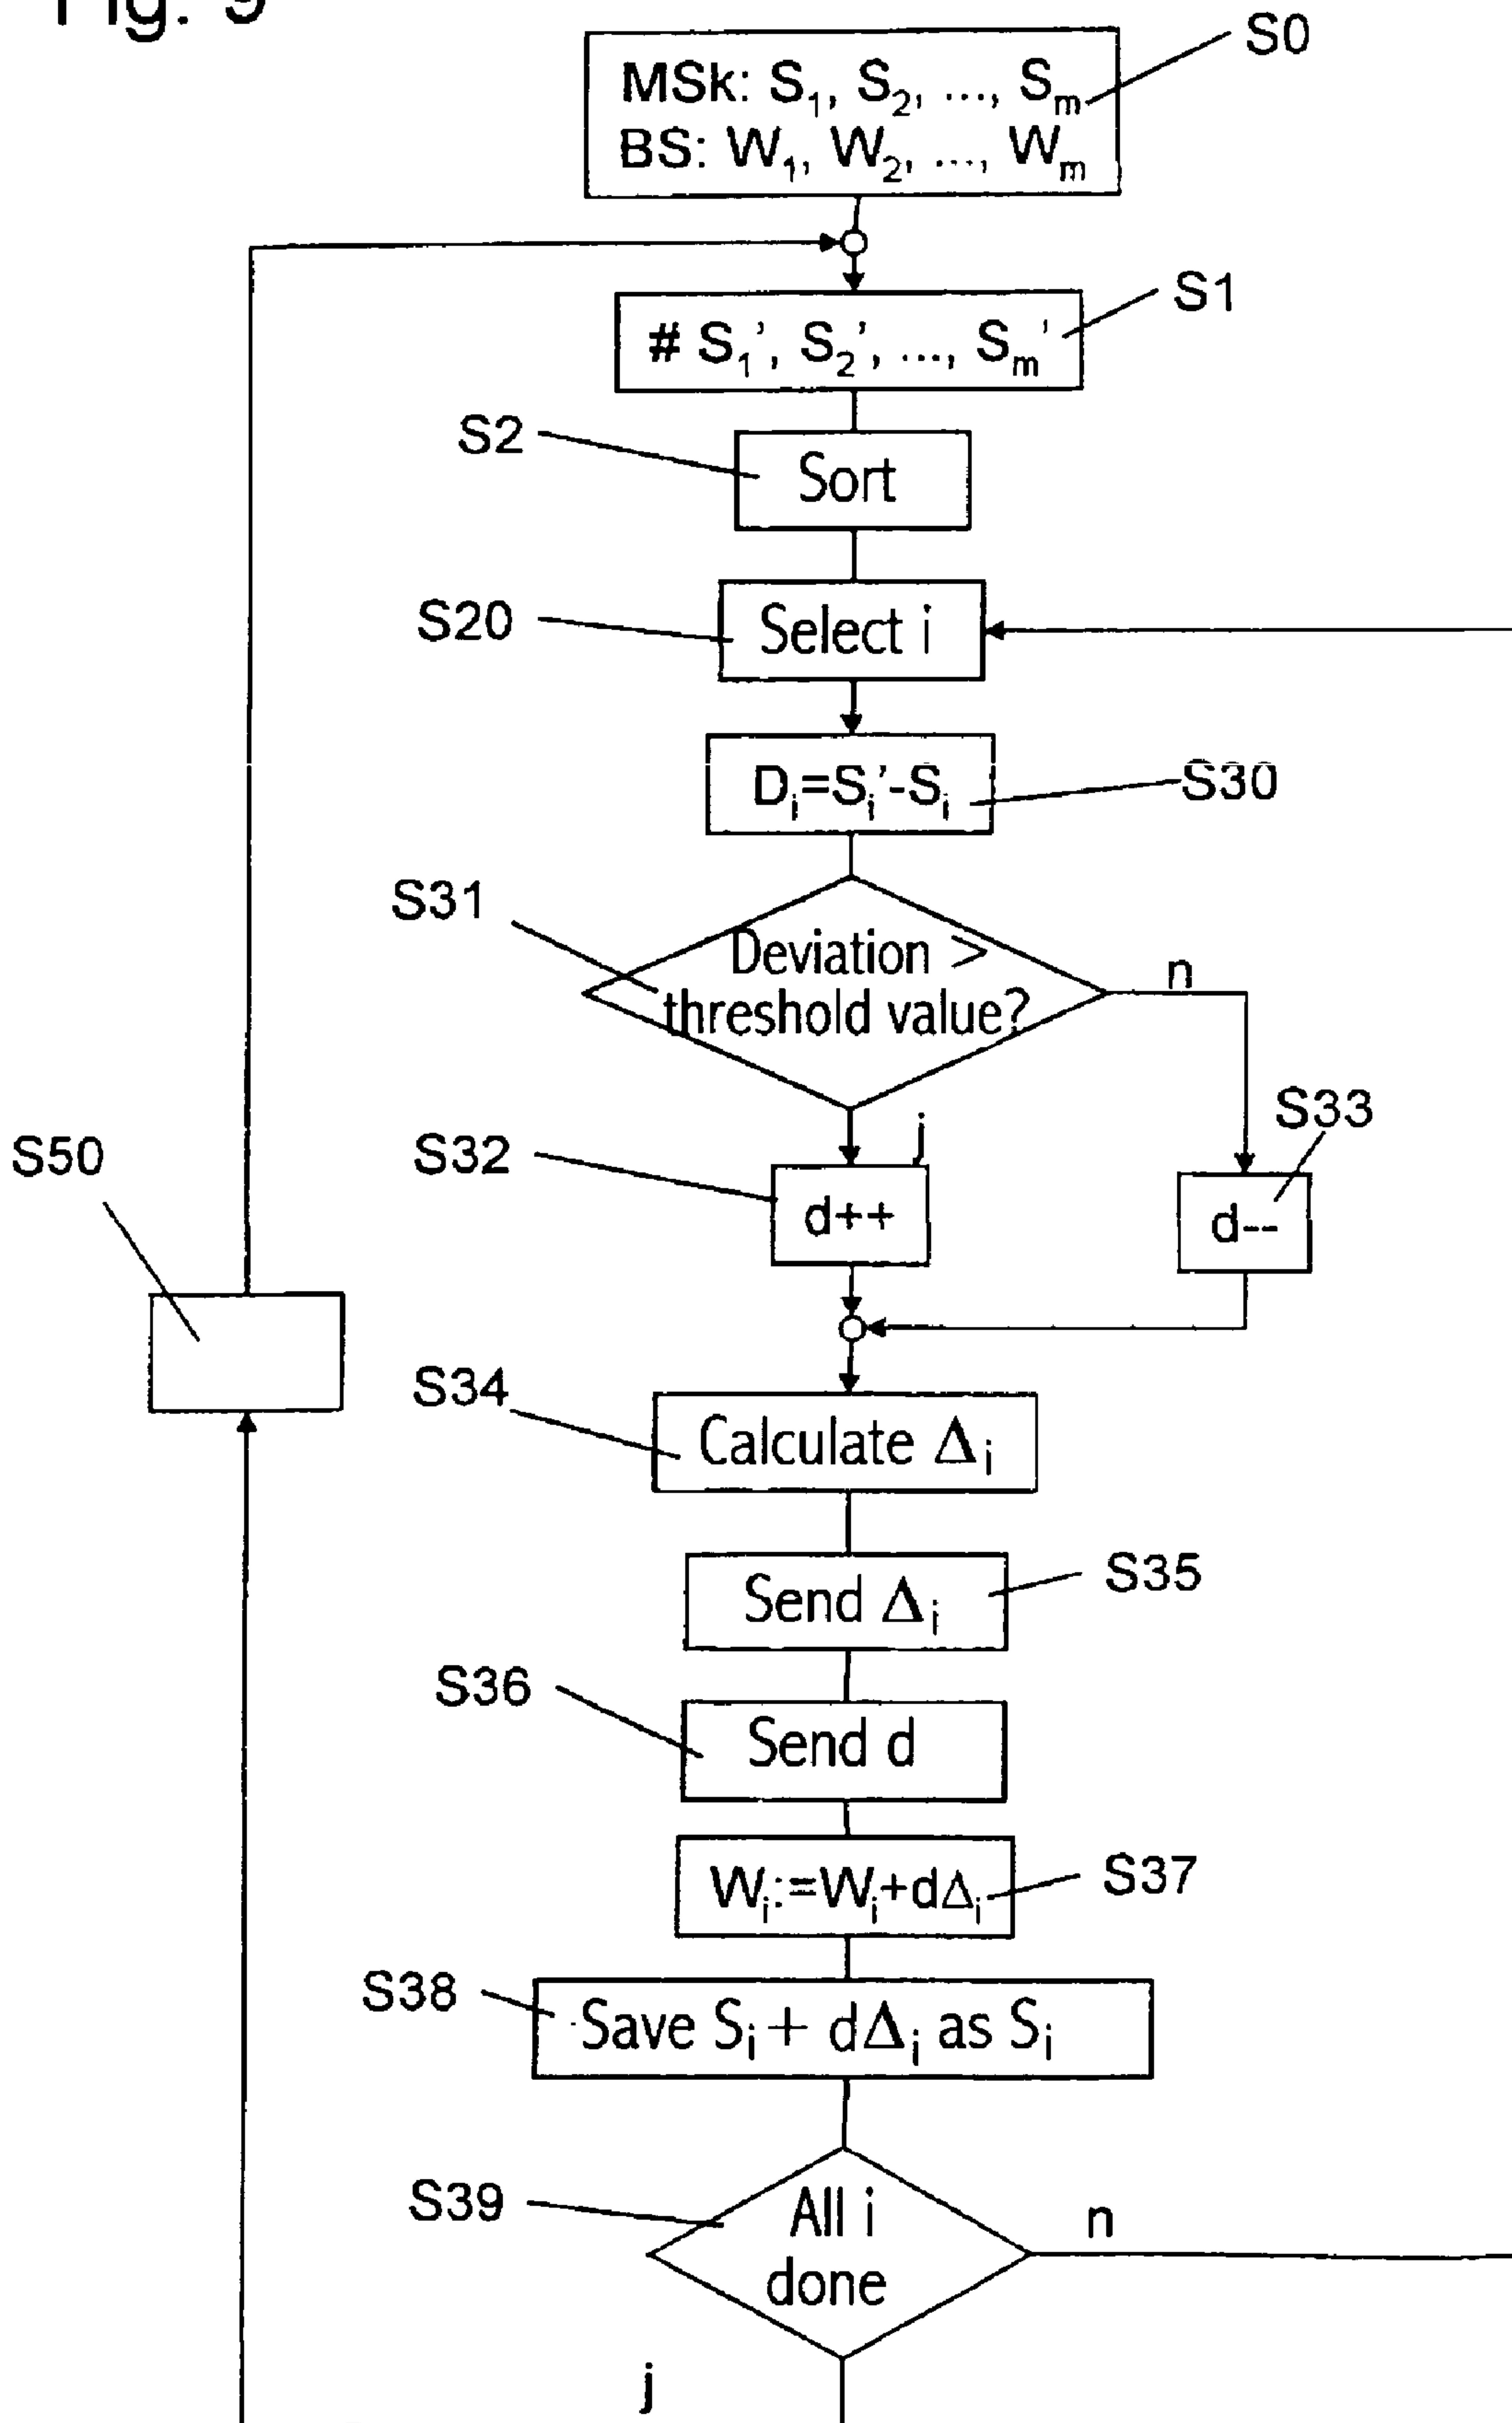 Fig. 9
S0
MSk: S₁, S₂, ..., Sₘ
BS: W₁, W₂, ..., Wₘ
S1
# S₁', S₂', ..., Sₘ'
S2
Sort
S20
Select i
Dᵢ=Sᵢ'-Sᵢ
S30
S31
Deviation >
threshold value?
n
j
S32
d++
S33
d--
S50
S34
Calculate Δᵢ
Send Δᵢ
S35
S36
Send d
Wᵢ:=Wᵢ+dΔᵢ
S37
S38
Save Sᵢ + dΔᵢ as Sᵢ
S39
All i
done
n
j